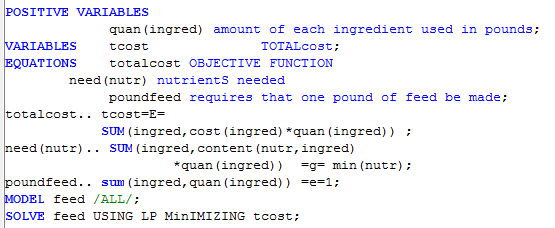 POSITIVE VARIABLES
quan(ingred) amount of each ingredient used in pounds;
VARIABLES tcost TOTALcost;
EQUATIONS totalcost OBJECTIVE FUNCTION
need(nutr) nutrientS needed
poundfeed requires that one pound of feed be made;
totalcost.. tcost=E=
SUM(ingred,cost(ingred)*quan(ingred)) ;
need(nutr).. SUM(ingred,content(nutr,ingred)
*quan(ingred)) =g= min(nutr);
poundfeed.. sum(ingred,quan(ingred)) =e=1;
MODEL feed /ALL/;
SOLVE feed USING LP MinIMIZING tcost;